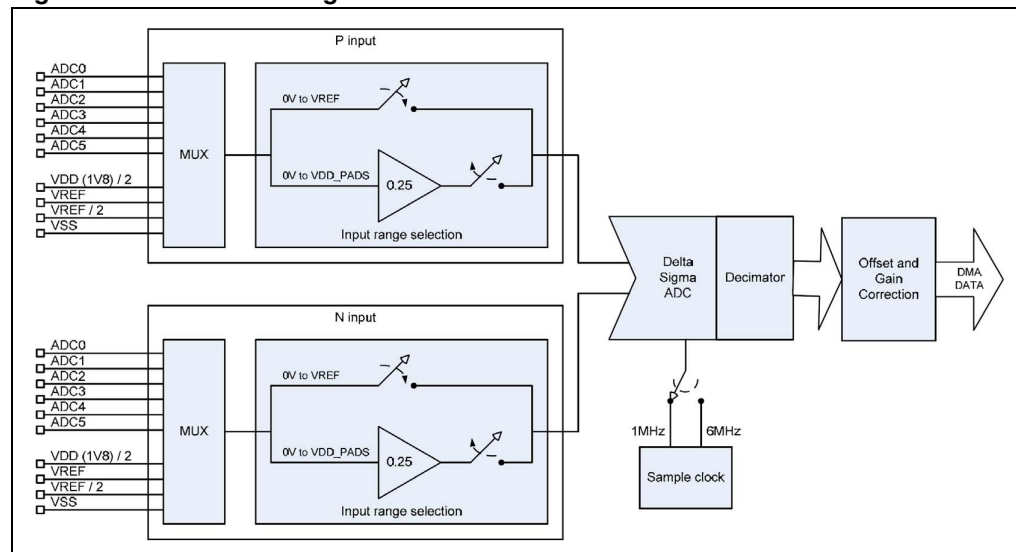 P input
ADC0
ADC1
ADC2
ADC3
ADC4
ADC5
VDD (1V8) / 2
VREF
VREF / 2
VSS
MUX
0V to VREF
0V to VDD_PADS
0.25
Input range selection
N input
ADC0
ADC1
ADC2
ADC3
ADC4
ADC5
VDD (1V8) / 2
VREF
VREF / 2
VSS
MUX
0V to VREF
0V to VDD_PADS
0.25
Input range selection
Delta
Sigma
ADC
Decimator
Offset and
Gain
Correction
DMA
DATA
1MHz
6MHz
Sample clock